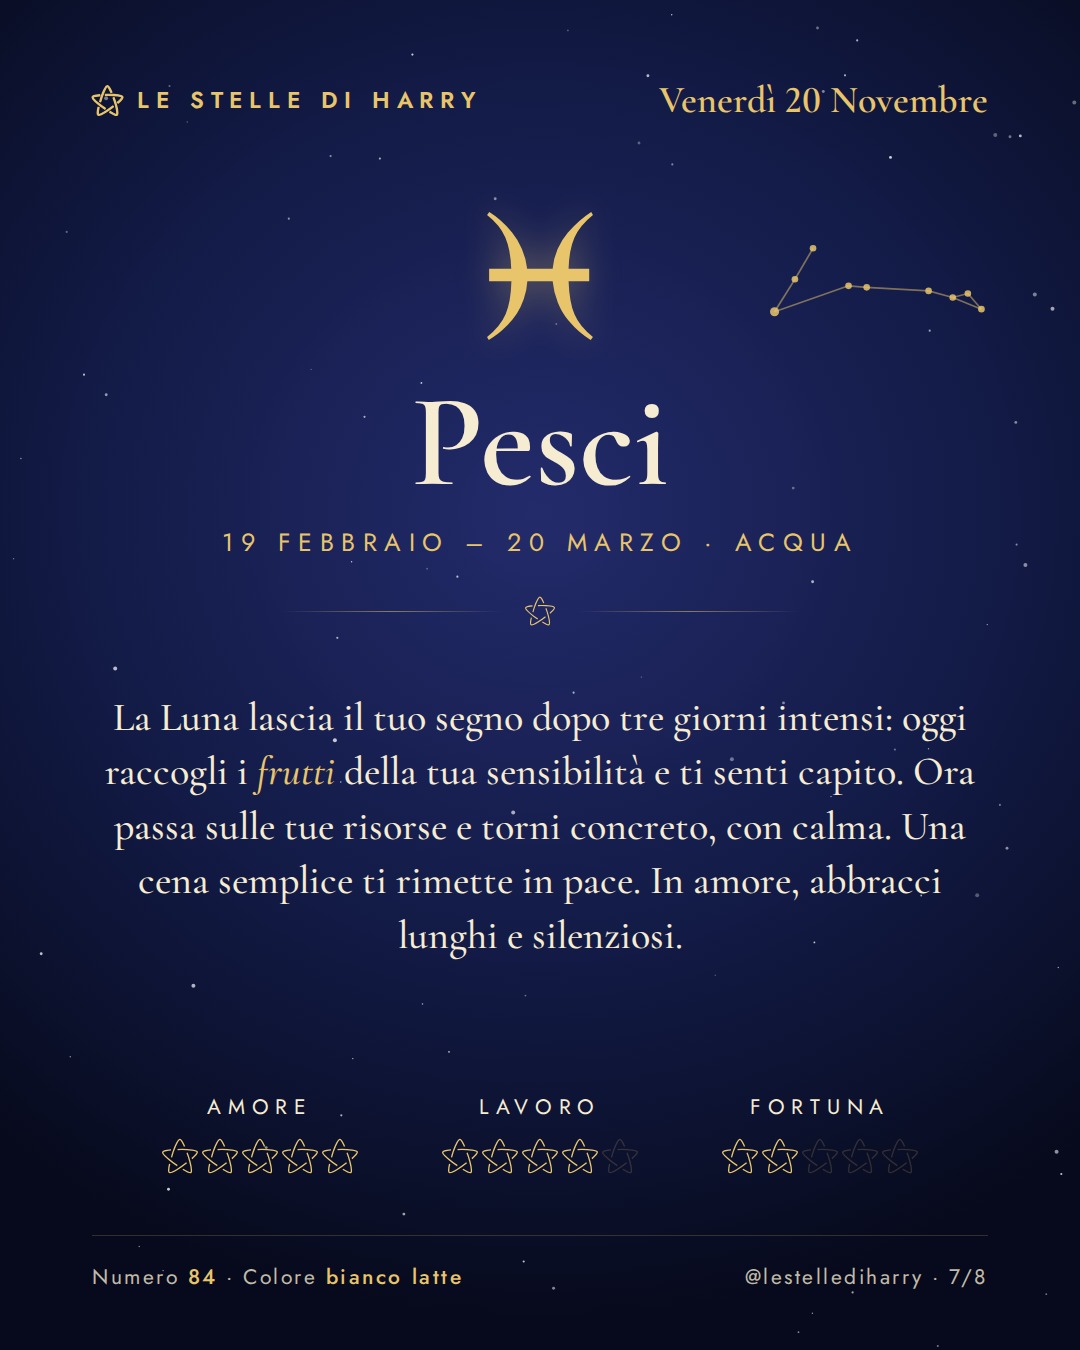 LE STELLE DI HARRY
Venerdì 20 Novembre
Pesci
19 FEBBRAIO — 20 MARZO · ACQUA
La Luna lascia il tuo segno dopo tre giorni intensi: oggi
raccogli i frutti della tua sensibilità e ti senti capito. Ora
passa sulle tue risorse e torni concreto, con calma. Una
cena semplice ti rimette in pace. In amore, abbracci
lunghi e silenziosi.
AMORE
LAVORO
FORTUNA
Numero 84 · Colore bianco latte
@lestellediharry · 7/8